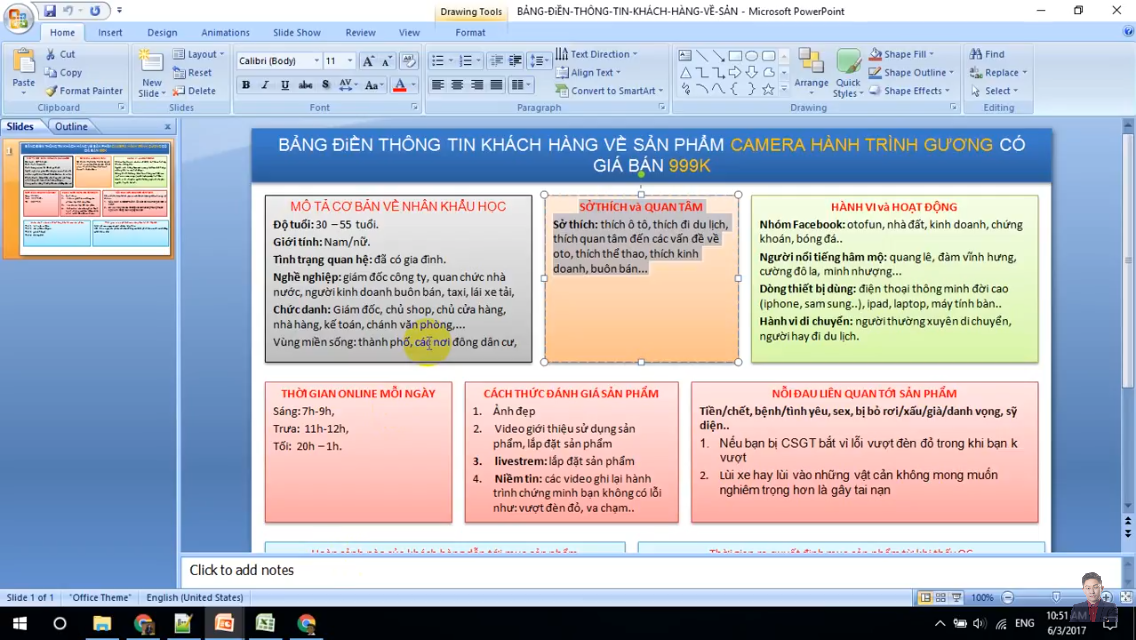 Drawing Tools
BẢNG-ĐiỀN-THÔNG-TIN-KHÁCH-HÀNG-VỀ-SẢN - Microsoft PowerPoint
Home Insert Design Animations Slide Show Review View Format
Paste
Cut
Copy
Format Painter
Clipboard
New Slide
Layout
Reset
Delete
Slides
Calibri (Body) 11
Font
Text Direction
Align Text
Convert to SmartArt
Paragraph
Arrange
Quick Styles
Shape Fill
Shape Outline
Shape Effects
Drawing
Find
Replace
Select
Editing
Slides Outline
1
BẢNG ĐiỀN THÔNG TIN KHÁCH HÀNG VỀ SẢN PHẨM CAMERA HÀNH TRÌNH GƯƠNG CÓ
GIÁ BÁN 999K
MÔ TẢ CƠ BẢN VỀ NHÂN KHẨU HỌC
Độ tuổi: 30 – 55 tuổi.
Giới tính: Nam/nữ.
Tình trạng quan hệ: đã có gia đình.
Nghề nghiệp: giám đốc công ty, quan chức nhà
nước, người kinh doanh buôn bán, taxi, lái xe tải,
Chức danh: Giám đốc, chủ shop, chủ cửa hàng,
nhà hàng, kế toán, chánh văn phòng,...
Vùng miền sống: thành phố, các nơi đông dân cư,
SỞ THÍCH và QUAN TÂM
Sở thích: thích ô tô, thích đi du lịch,
thích quan tâm đến các vấn đề về
oto, thích thể thao, thích kinh
doanh, buôn bán...
HÀNH VI và HOẠT ĐỘNG
Nhóm Facebook: otofun, nhà đất, kinh doanh, chứng
khoán, bóng đá..
Người nổi tiếng hâm mộ: quang lê, đàm vĩnh hưng,
cường đô la, minh nhượng...
Dòng thiết bị dùng: điện thoại thông minh đời cao
(iphone, sam sung..), ipad, laptop, máy tính bàn..
Hành vi di chuyển: người thường xuyên di chuyển,
người hay đi du lịch.
THỜI GIAN ONLINE MỖI NGÀY
Sáng: 7h-9h,
Trưa: 11h-12h,
Tối: 20h – 1h.
CÁCH THỨC ĐÁNH GIÁ SẢN PHẨM
1. Ảnh đẹp
2. Video giới thiệu sử dụng sản
phẩm, lắp đặt sản phẩm
3. livestrem: lắp đặt sản phẩm
4. Niềm tin: các video ghi lại hành
trình chứng minh bạn không có lỗi
như: vượt đèn đỏ, va chạm..
NỖI ĐAU LIÊN QUAN TỚI SẢN PHẨM
Tiền/chết, bệnh/tình yêu, sex, bị bỏ rơi/xấu/già/danh vọng, sỹ
diện..
1. Nếu bạn bị CSGT bắt vì lỗi vượt đèn đỏ trong khi bạn k
vượt
2. Lùi xe hay lùi vào những vật cản không mong muốn
nghiêm trọng hơn là gây tai nạn
Click to add notes
Slide 1 of 1 "Office Theme" English (United States) 100%
ENG
10:51 AM
6/3/2017